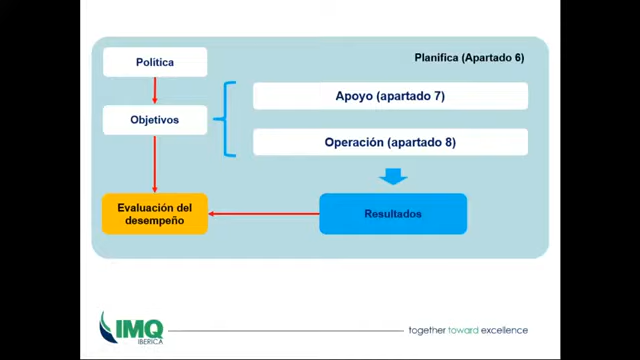 Planifica (Apartado 6)
Política
Apoyo (apartado 7)
Objetivos
Operación (apartado 8)
Evaluación del
desempeño
Resultados
IMQ
IBERICA
together toward excellence